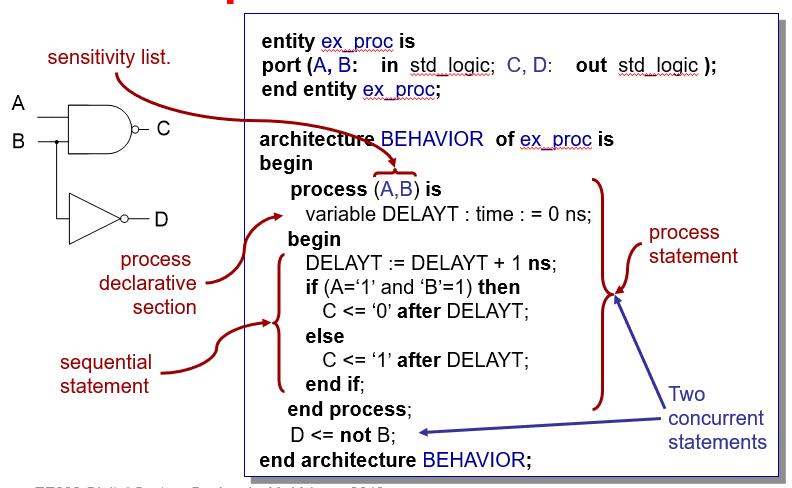 sensitivity list.
A
B
C
D
process
declarative
section
sequential
statement
entity ex_proc is
port (A, B: in std_logic; C, D: out std_logic );
end entity ex_proc;
architecture BEHAVIOR of ex_proc is
begin
process (A,B) is
variable DELAYT : time : = 0 ns;
begin
DELAYT := DELAYT + 1 ns;
if (A=‘1’ and ‘B’=1) then
C <= ‘0’ after DELAYT;
else
C <= ‘1’ after DELAYT;
end if;
end process;
D <= not B;
end architecture BEHAVIOR;
process
statement
Two
concurrent
statements